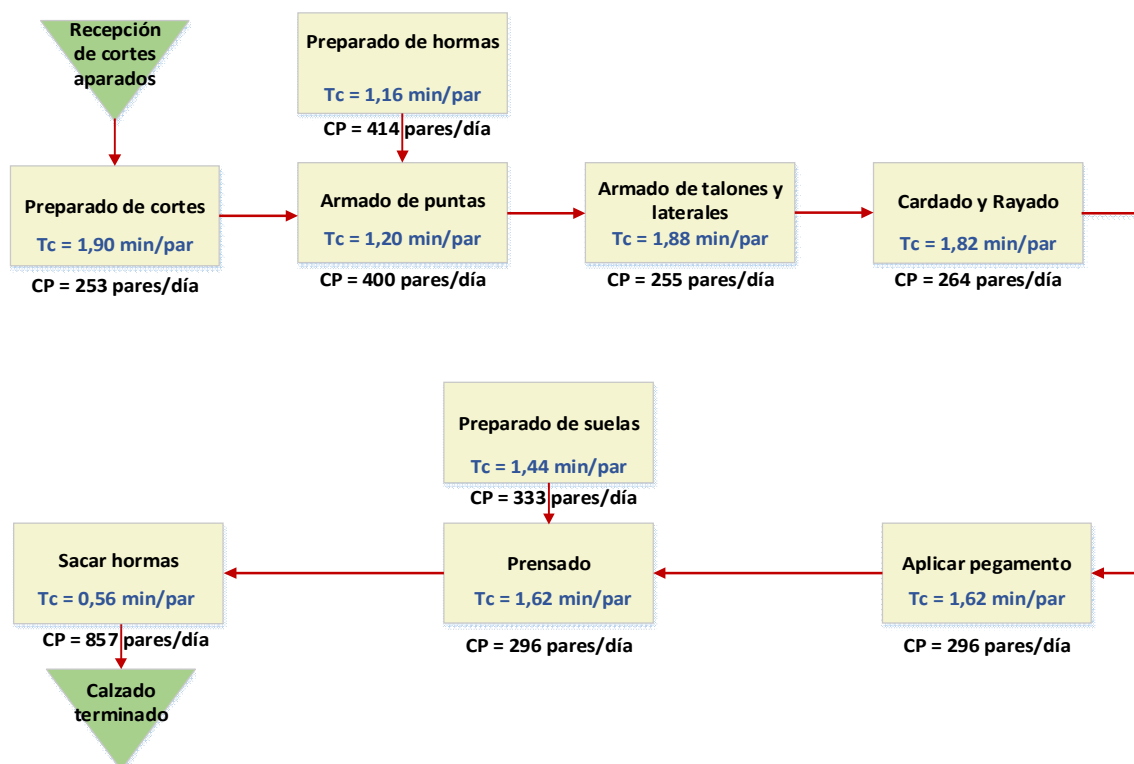 Recepción
de cortes
aparados
Preparado de hormas
Tc = 1,16 min/par
CP = 414 pares/día
Preparado de cortes
Tc = 1,90 min/par
CP = 253 pares/día
Armado de puntas
Tc = 1,20 min/par
CP = 400 pares/día
Armado de talones y
laterales
Tc = 1,88 min/par
CP = 255 pares/día
Cardado y Rayado
Tc = 1,82 min/par
CP = 264 pares/día
Preparado de suelas
Tc = 1,44 min/par
CP = 333 pares/día
Sacar hormas
Tc = 0,56 min/par
CP = 857 pares/día
Prensado
Tc = 1,62 min/par
CP = 296 pares/día
Aplicar pegamento
Tc = 1,62 min/par
CP = 296 pares/día
Calzado
terminado